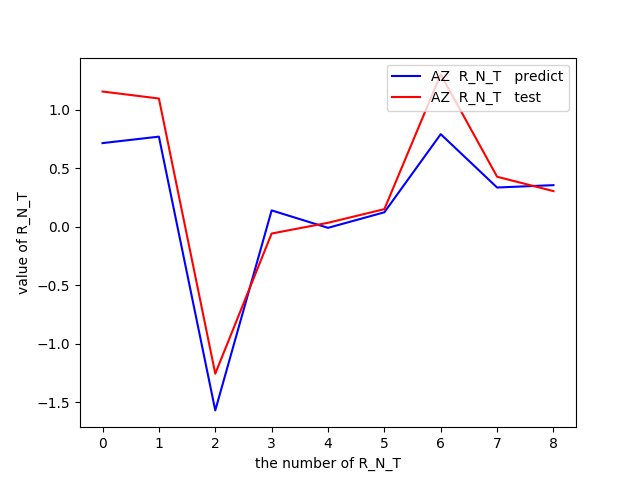 AZ  R_N_T   predict
AZ  R_N_T   test
1.0
0.5
0.0
−0.5
−1.0
−1.5
value of R_N_T
0 1 2 3 4 5 6 7 8
the number of R_N_T